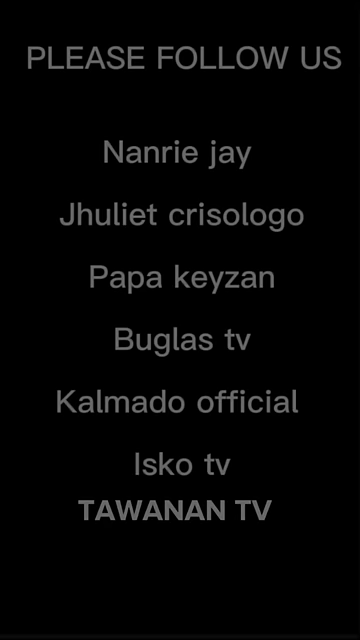 PLEASE FOLLOW US
Nanrie jay
Jhuliet crisologo
Papa keyzan
Buglas tv
Kalmado official
Isko tv
TAWANAN TV